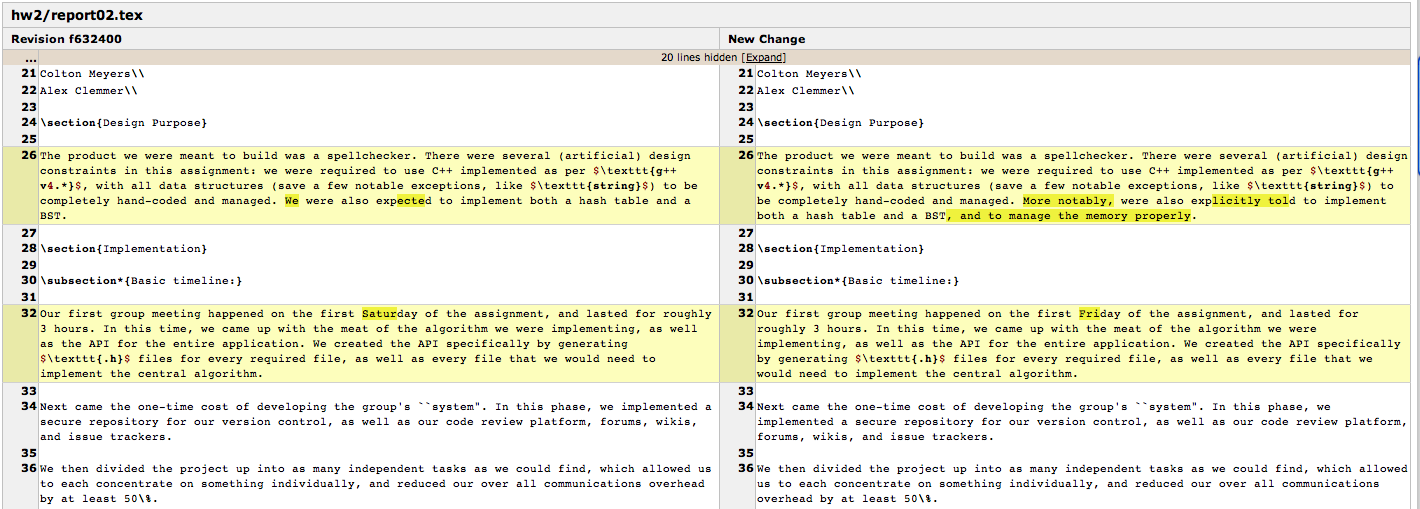 hw2/report02.tex
Revision f632400
New Change
... 20 lines hidden [Expand]
21 Colton Meyers\\
22 Alex Clemmer\\
23
24 \section{Design Purpose}
25
26 The product we were meant to build was a spellchecker. There were several (artificial) design
constraints in this assignment: we were required to use C++ implemented as per $\texttt{g++
v4.*}$, with all data structures (save a few notable exceptions, like $\texttt{string}$) to be
completely hand-coded and managed. We were also expected to implement both a hash table and a
BST.
27
28 \section{Implementation}
29
30 \subsection*{Basic timeline:}
31
32 Our first group meeting happened on the first Saturday of the assignment, and lasted for roughly
3 hours. In this time, we came up with the meat of the algorithm we were implementing, as well
as the API for the entire application. We created the API specifically by generating
$\texttt{.h}$ files for every required file, as well as every file that we would need to
implement the central algorithm.
33
34 Next came the one-time cost of developing the group's ``system". In this phase, we implemented a
secure repository for our version control, as well as our code review platform, forums, wikis,
and issue trackers.
35
36 We then divided the project up into as many independent tasks as we could find, which allowed us
to each concentrate on something individually, and reduced our over all communications overhead
by at least 50\%.
21 Colton Meyers\\
22 Alex Clemmer\\
23
24 \section{Design Purpose}
25
26 The product we were meant to build was a spellchecker. There were several (artificial) design
constraints in this assignment: we were required to use C++ implemented as per $\texttt{g++
v4.*}$, with all data structures (save a few notable exceptions, like $\texttt{string}$) to
be completely hand-coded and managed. More notably, were also explicitly told to implement
both a hash table and a BST, and to manage the memory properly.
27
28 \section{Implementation}
29
30 \subsection*{Basic timeline:}
31
32 Our first group meeting happened on the first Friday of the assignment, and lasted for
roughly 3 hours. In this time, we came up with the meat of the algorithm we were
implementing, as well as the API for the entire application. We created the API specifically
by generating $\texttt{.h}$ files for every required file, as well as every file that we
would need to implement the central algorithm.
33
34 Next came the one-time cost of developing the group's ``system". In this phase, we
implemented a secure repository for our version control, as well as our code review platform,
forums, wikis, and issue trackers.
35
36 We then divided the project up into as many independent tasks as we could find, which allowed
us to each concentrate on something individually, and reduced our over all communications
overhead by at least 50\%.